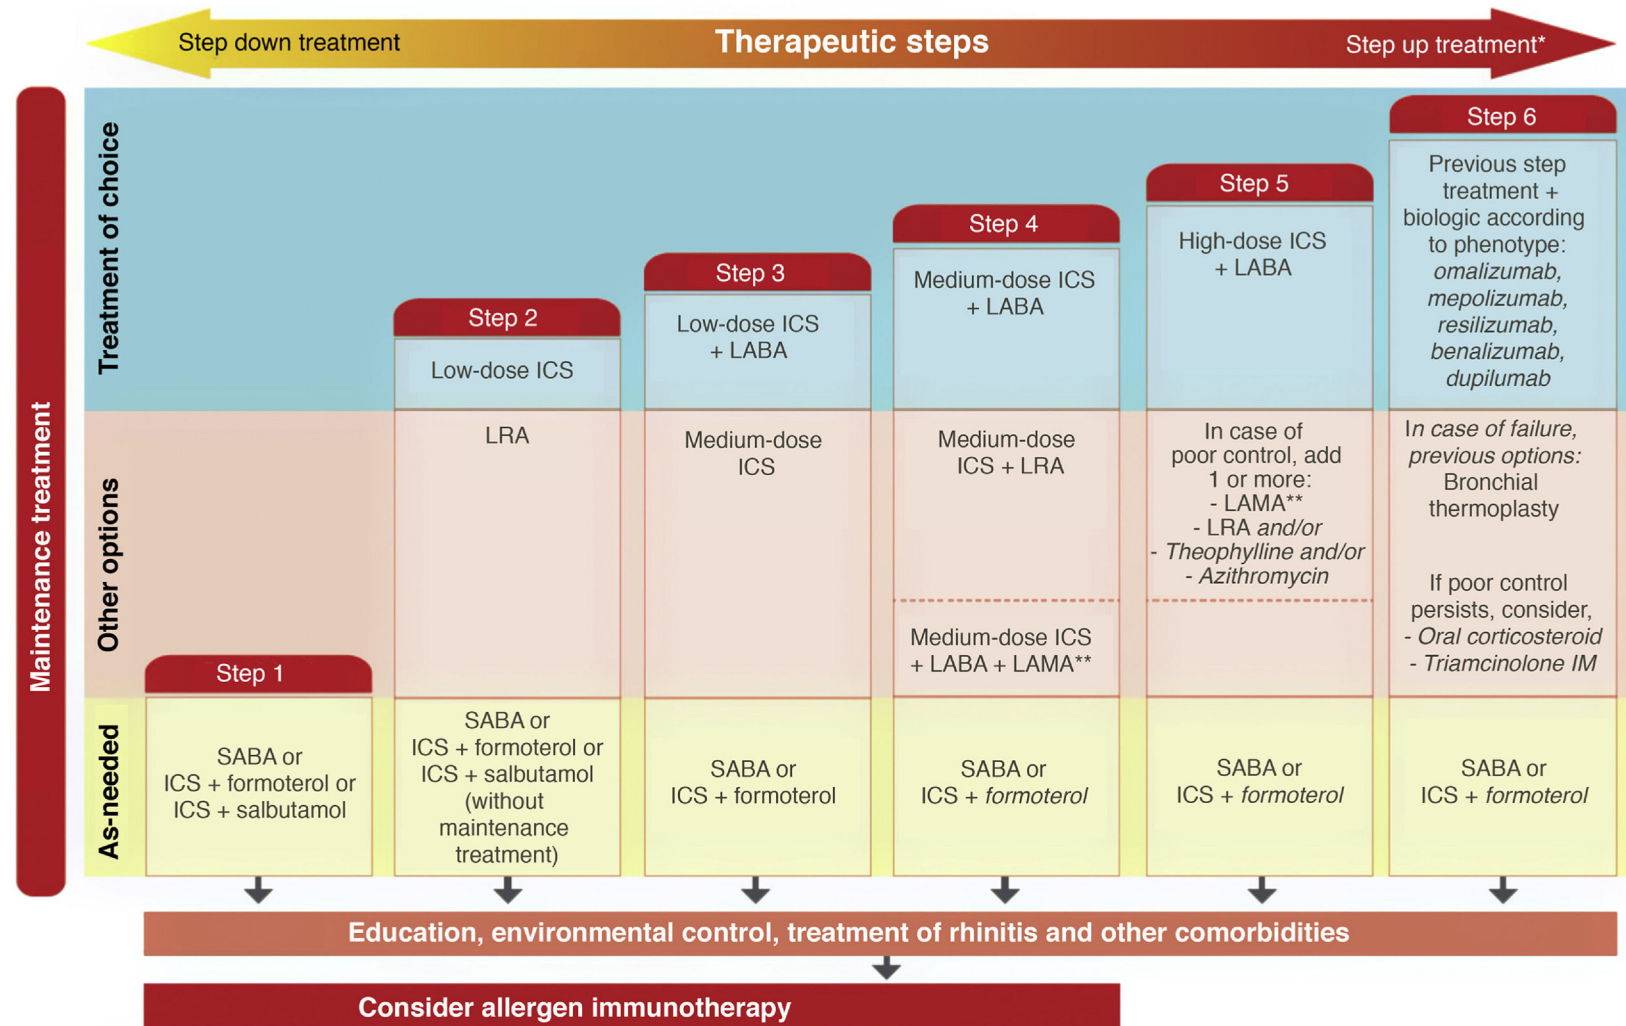 Step down treatment
Therapeutic steps
Step up treatment*
Maintenance treatment
Treatment of choice
Other options
As-needed
Step 1
SABA or
ICS + formoterol or
ICS + salbutamol
Step 2
Low-dose ICS
LRA
SABA or
ICS + formoterol or
ICS + salbutamol
(without
maintenance
treatment)
Step 3
Low-dose ICS
+ LABA
Medium-dose
ICS
SABA or
ICS + formoterol
Step 4
Medium-dose ICS
+ LABA
Medium-dose
ICS + LRA
Medium-dose ICS
+ LABA + LAMA**
SABA or
ICS + formoterol
Step 5
High-dose ICS
+ LABA
In case of
poor control, add
1 or more:
- LAMA**
- LRA and/or
- Theophylline and/or
- Azithromycin
SABA or
ICS + formoterol
Step 6
Previous step
treatment +
biologic according
to phenotype:
omalizumab,
mepolizumab,
resilizumab,
benalizumab,
dupilumab
In case of failure,
previous options:
Bronchial
thermoplasty
If poor control
persists, consider,
- Oral corticosteroid
- Triamcinolone IM
SABA or
ICS + formoterol
Education, environmental control, treatment of rhinitis and other comorbidities
Consider allergen immunotherapy